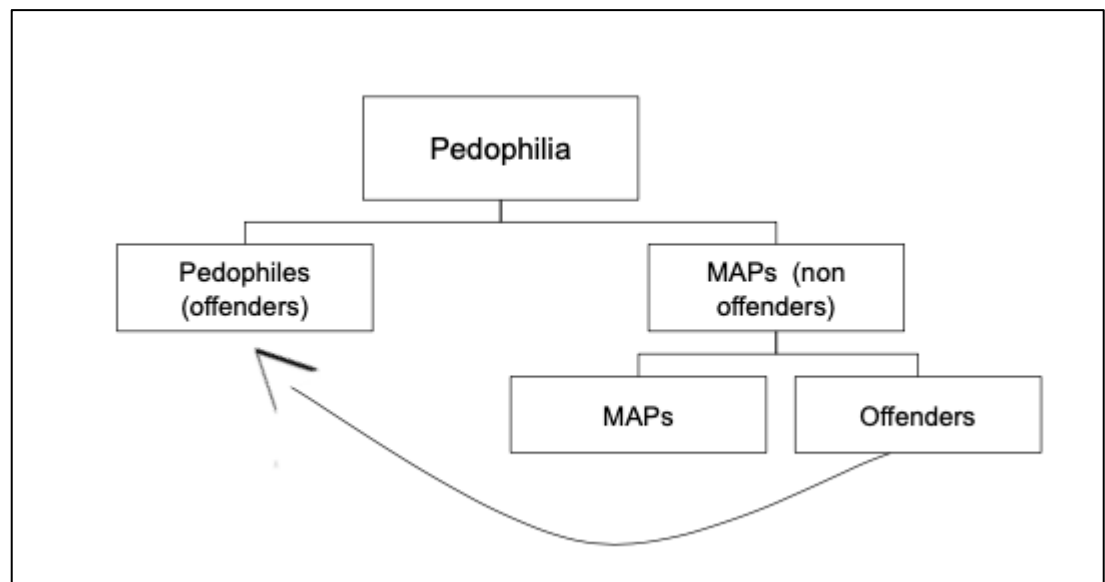 Pedophilia
Pedophiles
(offenders)
MAPs (non
offenders)
MAPs
Offenders